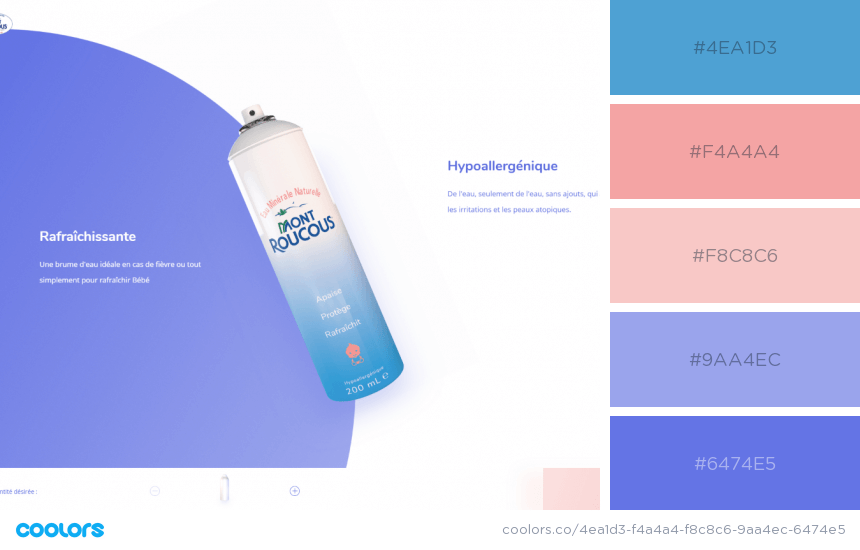 Rafraîchissante
Une brume d'eau idéale en cas de fièvre ou tout
simplement pour rafraîchir Bébé
Eau Minérale Naturelle
MONT
ROUCOUS
Apaise
Protège
Rafraîchit
Hypoallergénique
200 mL ℮
Hypoallergénique
De l'eau, seulement de l'eau, sans ajouts, qui
les irritations et les peaux atopiques.
désirée :
#4EA1D3
#F4A4A4
#F8C8C6
#9AA4EC
#6474E5
coolors
coolors.co/4ea1d3-f4a4a4-f8c8c6-9aa4ec-6474e5